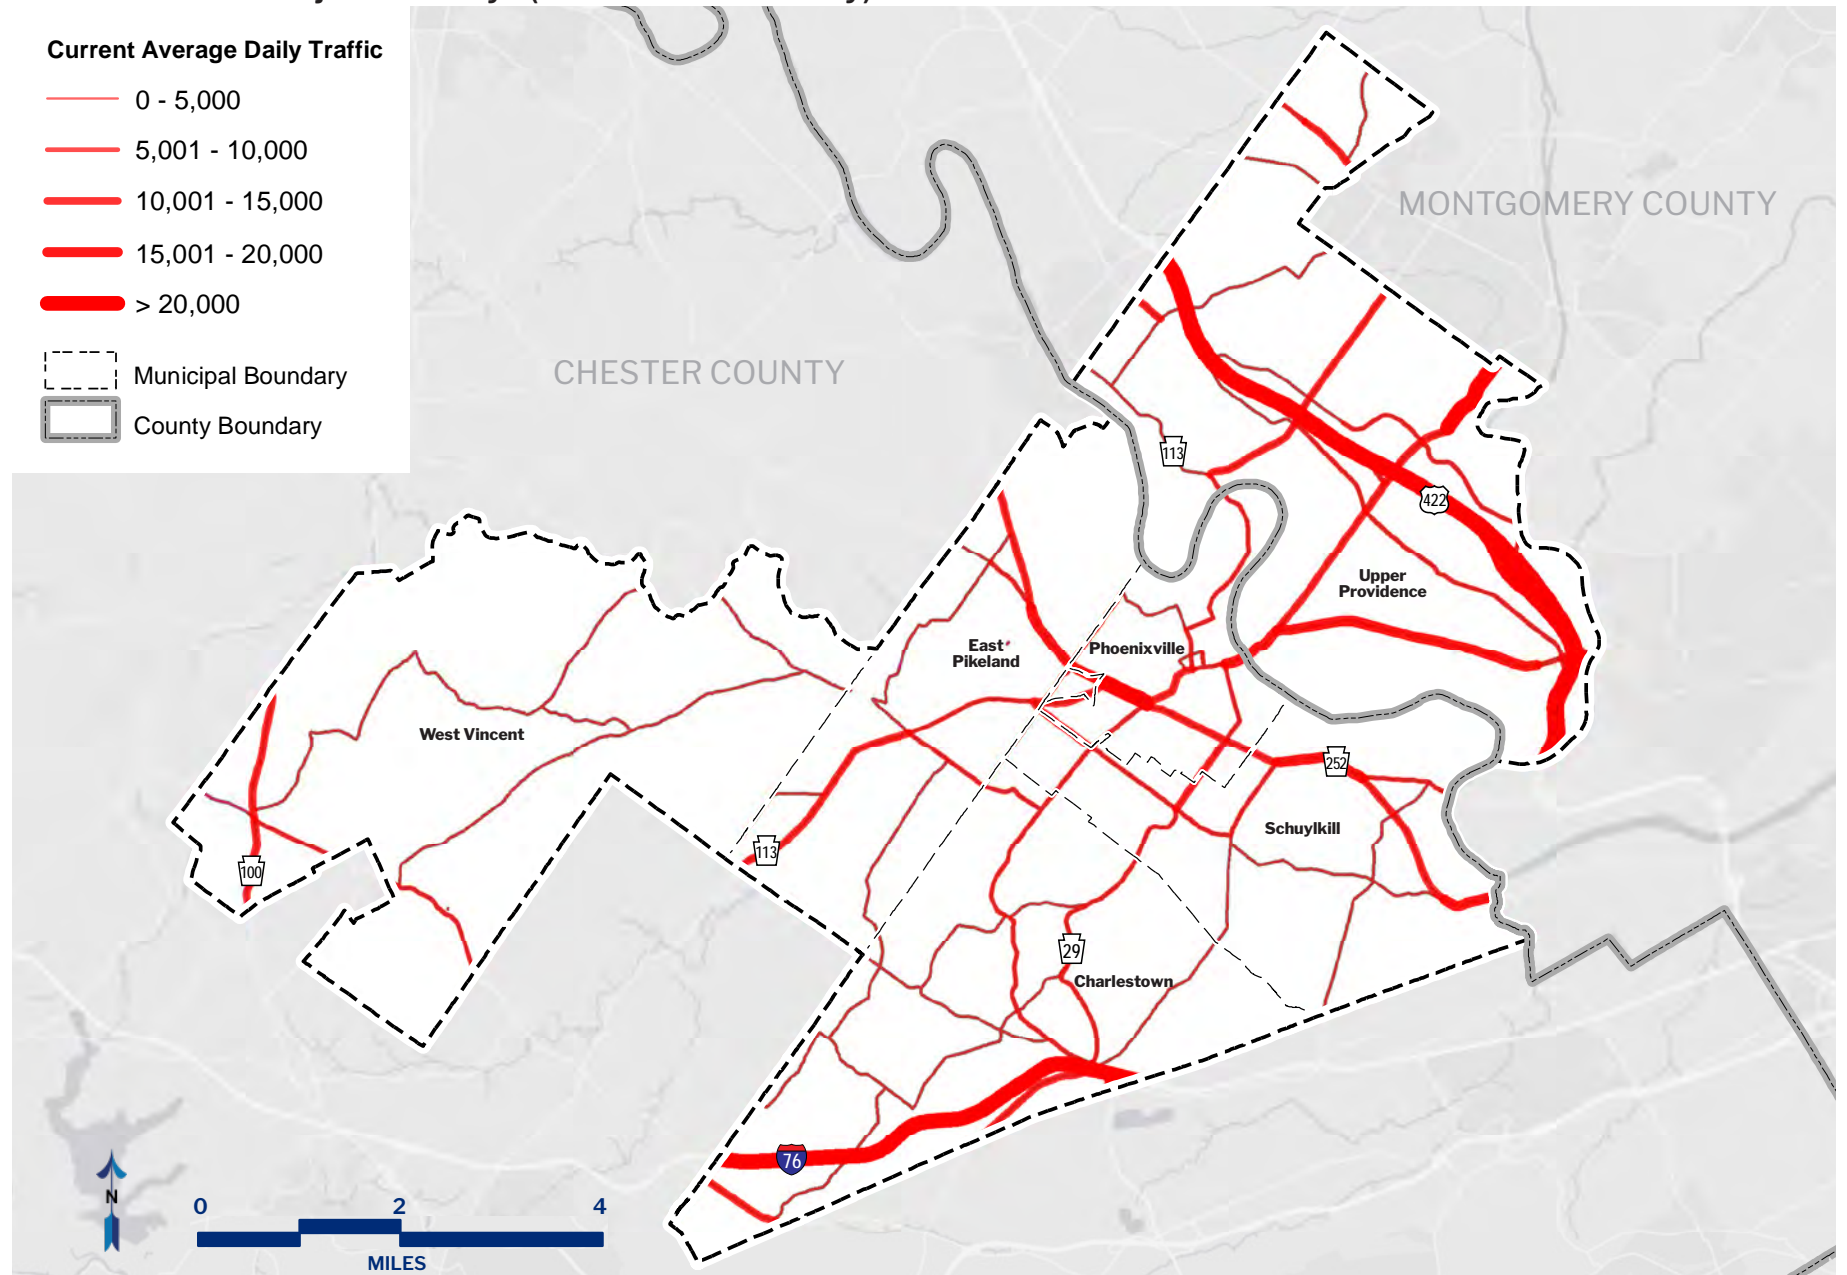 Current Average Daily Traffic
0 - 5,000
5,001 - 10,000
10,001 - 15,000
15,001 - 20,000
> 20,000
Municipal Boundary
County Boundary
MONTGOMERY COUNTY
CHESTER COUNTY
113
422
Upper
Providence
East
Pikeland
Phoenixville
West Vincent
252
Schuylkill
113
100
29
Charlestown
76
N
0 2 4
MILES